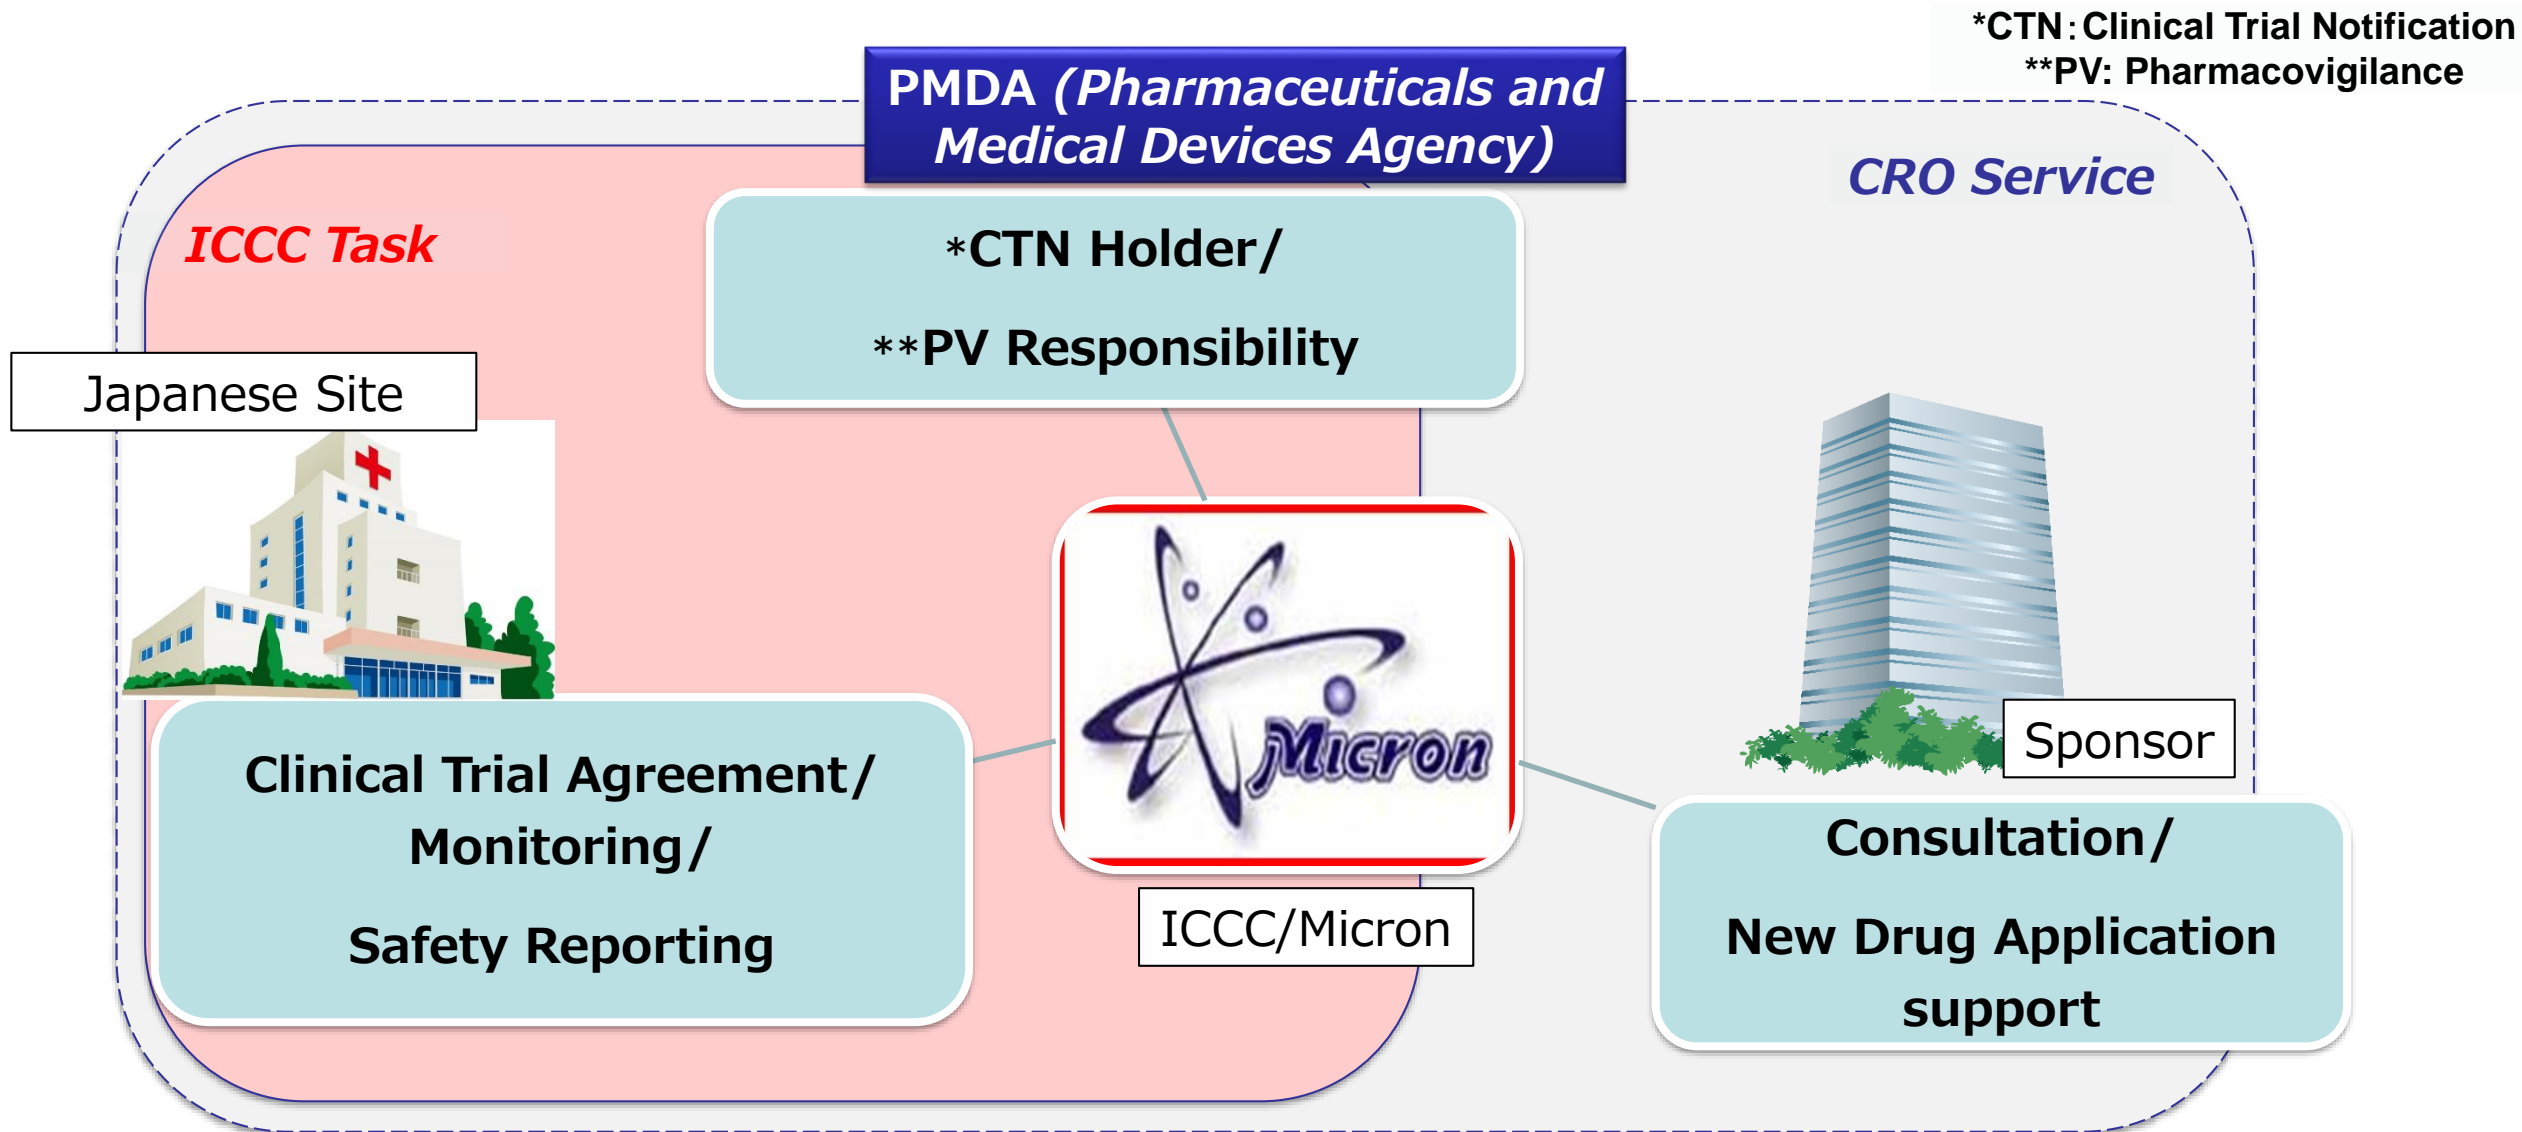 *CTN:Clinical Trial Notification
**PV: Pharmacovigilance
PMDA (Pharmaceuticals and
Medical Devices Agency)
CRO Service
ICCC Task
*CTN Holder/
**PV Responsibility
Japanese Site
Micron
Sponsor
Clinical Trial Agreement/
Monitoring/
Safety Reporting
ICCC/Micron
Consultation/
New Drug Application
support